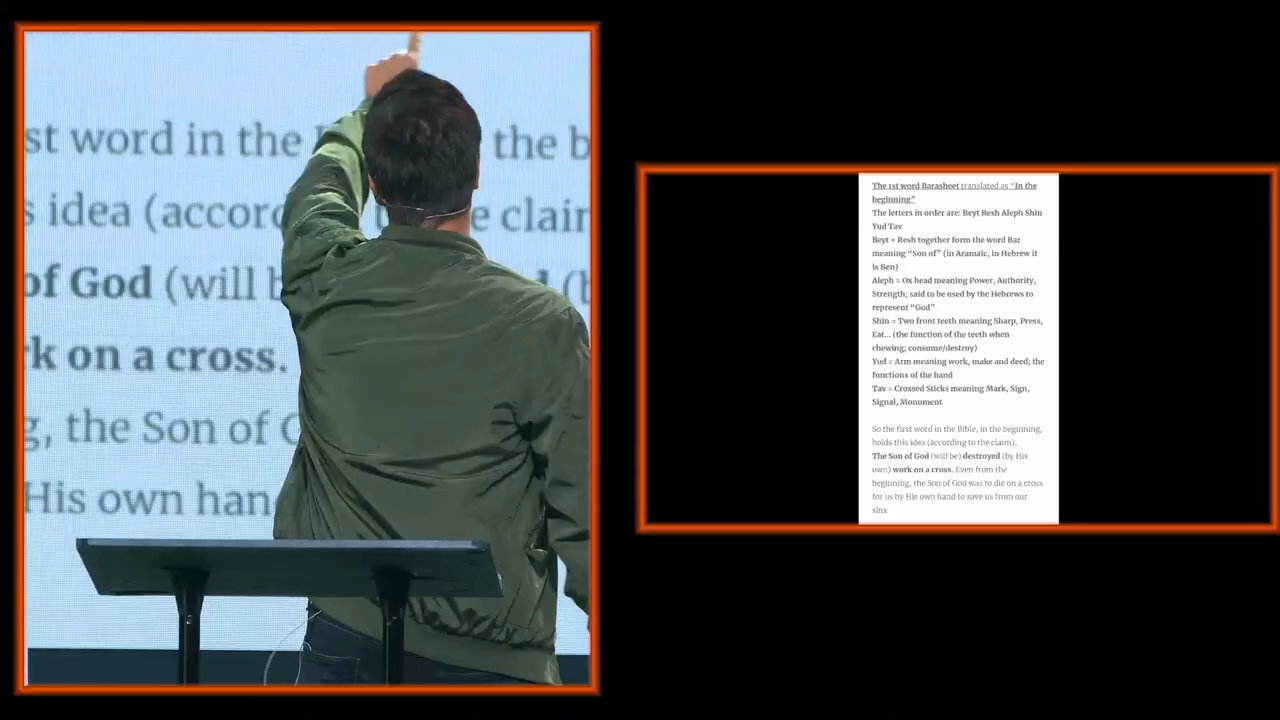 st word in the
the b
s idea (accord
e claim
of God (will b
(b
rk on a cross
g, the Son of G
His own han
The 1st word Barasheet translated as "In the
beginning"
The letters in order are: Beyt Resh Aleph Shin
Yud Tav
Beyt + Resh together form the word Bar
meaning "Son of" (in Aramaic, in Hebrew it
is Ben)
Aleph = Ox head meaning Power, Authority,
Strength; said to be used by the Hebrews to
represent "God"
Shin = Two front teeth meaning Sharp, Press,
Eat... (the function of the teeth when
chewing; consume/destroy)
Yud = Arm meaning work, make and deed; the
functions of the hand
Tav = Crossed Sticks meaning Mark, Sign,
Signal, Monument
So the first word in the Bible, in the beginning,
holds this idea (according to the claim);
The Son of God (will be) destroyed (by His
own) work on a cross. Even from the
beginning, the Son of God was to die on a cross
for us by His own hand to save us from our
sins.